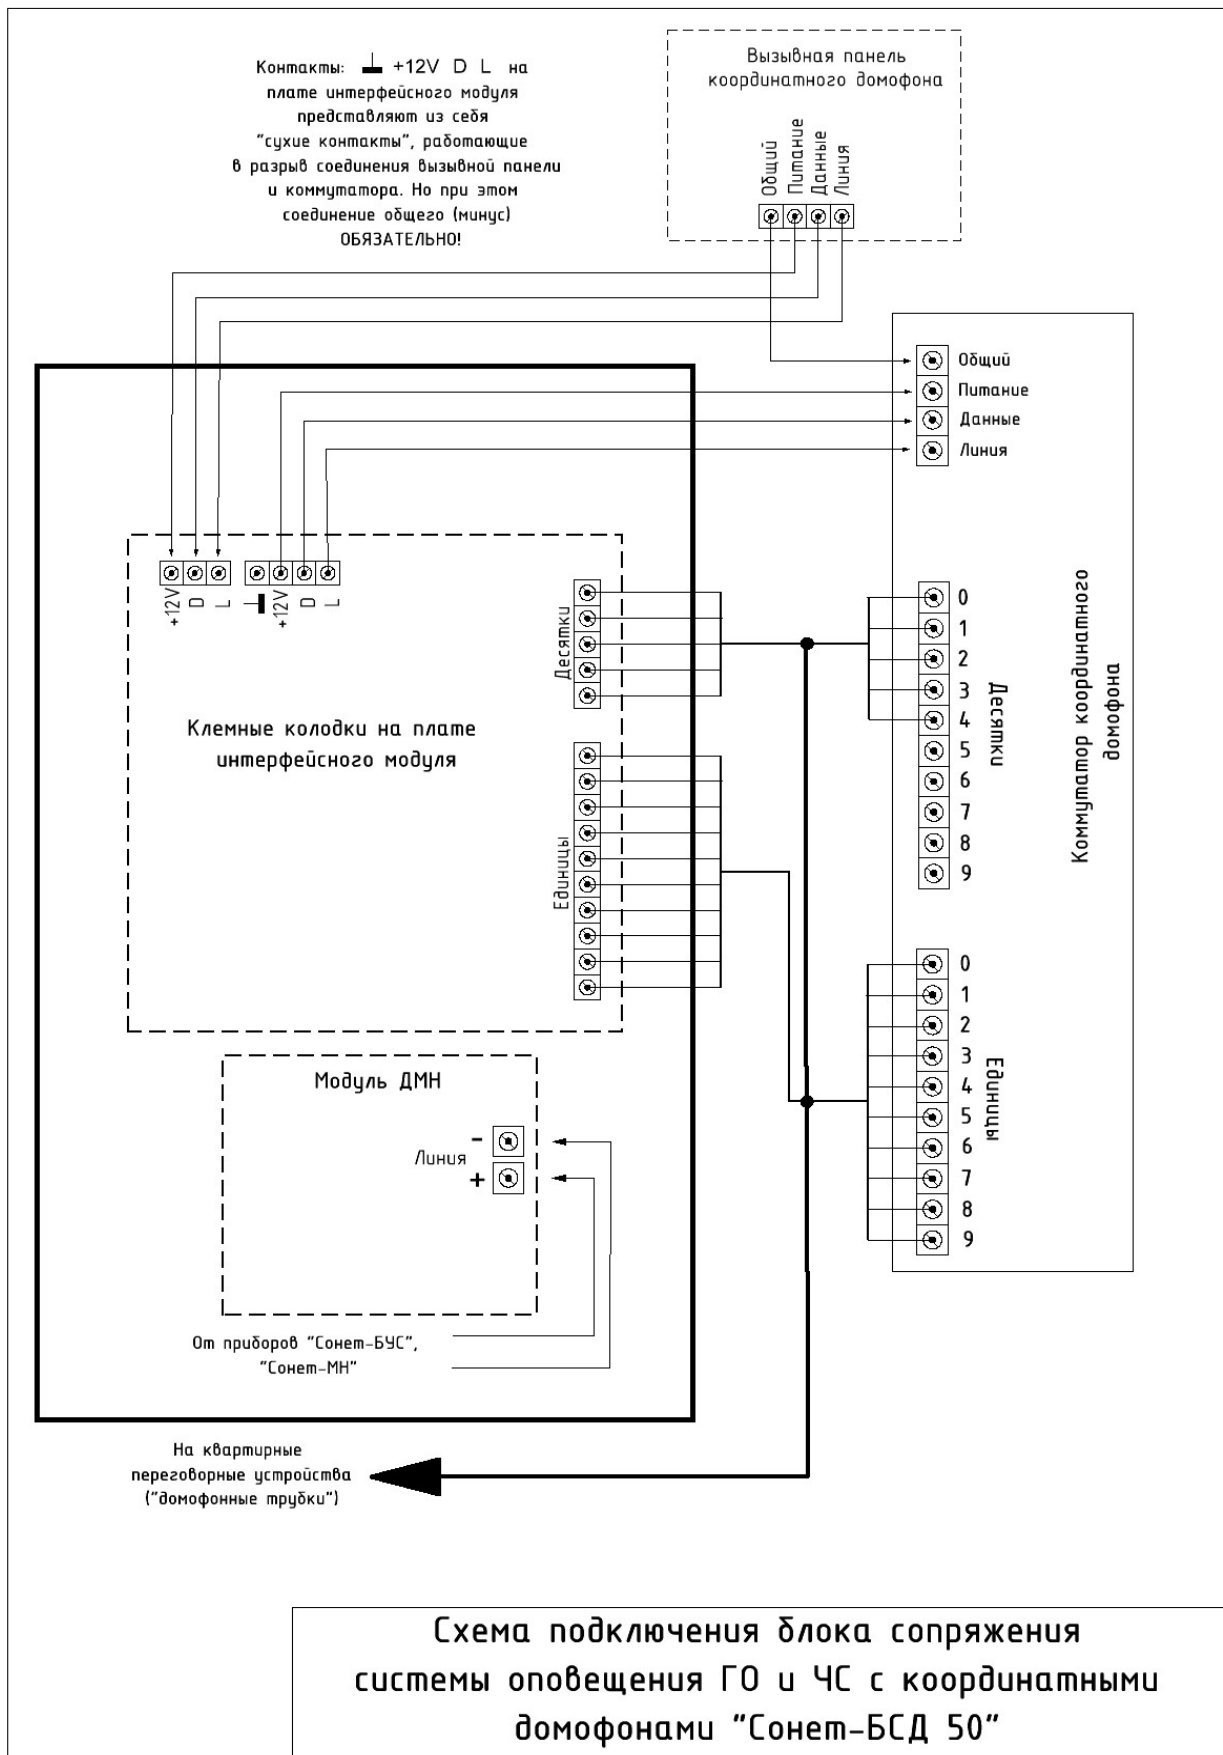 Контакты: +12V D L на
плате интерфейсного модуля
представляют из себя
"сухие контакты", работающие
в разрыв соединения вызывной панели
и коммутатора. Но при этом
соединение общего (минус)
ОБЯЗАТЕЛЬНО!
Вызывная панель
координатного домофона
Общий
Питание
Данные
Линия
Общий
Питание
Данные
Линия
+12V
D
L
+12V
D
L
Десятки
Клемные колодки на плате
интерфейсного модуля
Единицы
0
1
2
3
4
5
6
7
8
9
Десятки
Коммутатор координатного
домофона
0
1
2
3
4
5
6
7
8
9
Единицы
Модуль ДМН
Линия
-
+
От приборов "Сонет-БУС",
"Сонет-МН"
На квартирные
переговорные устройства
("домофонные трубки")
Схема подключения блока сопряжения
системы оповещения ГО и ЧС с координатными
домофонами "Сонет-БСД 50"